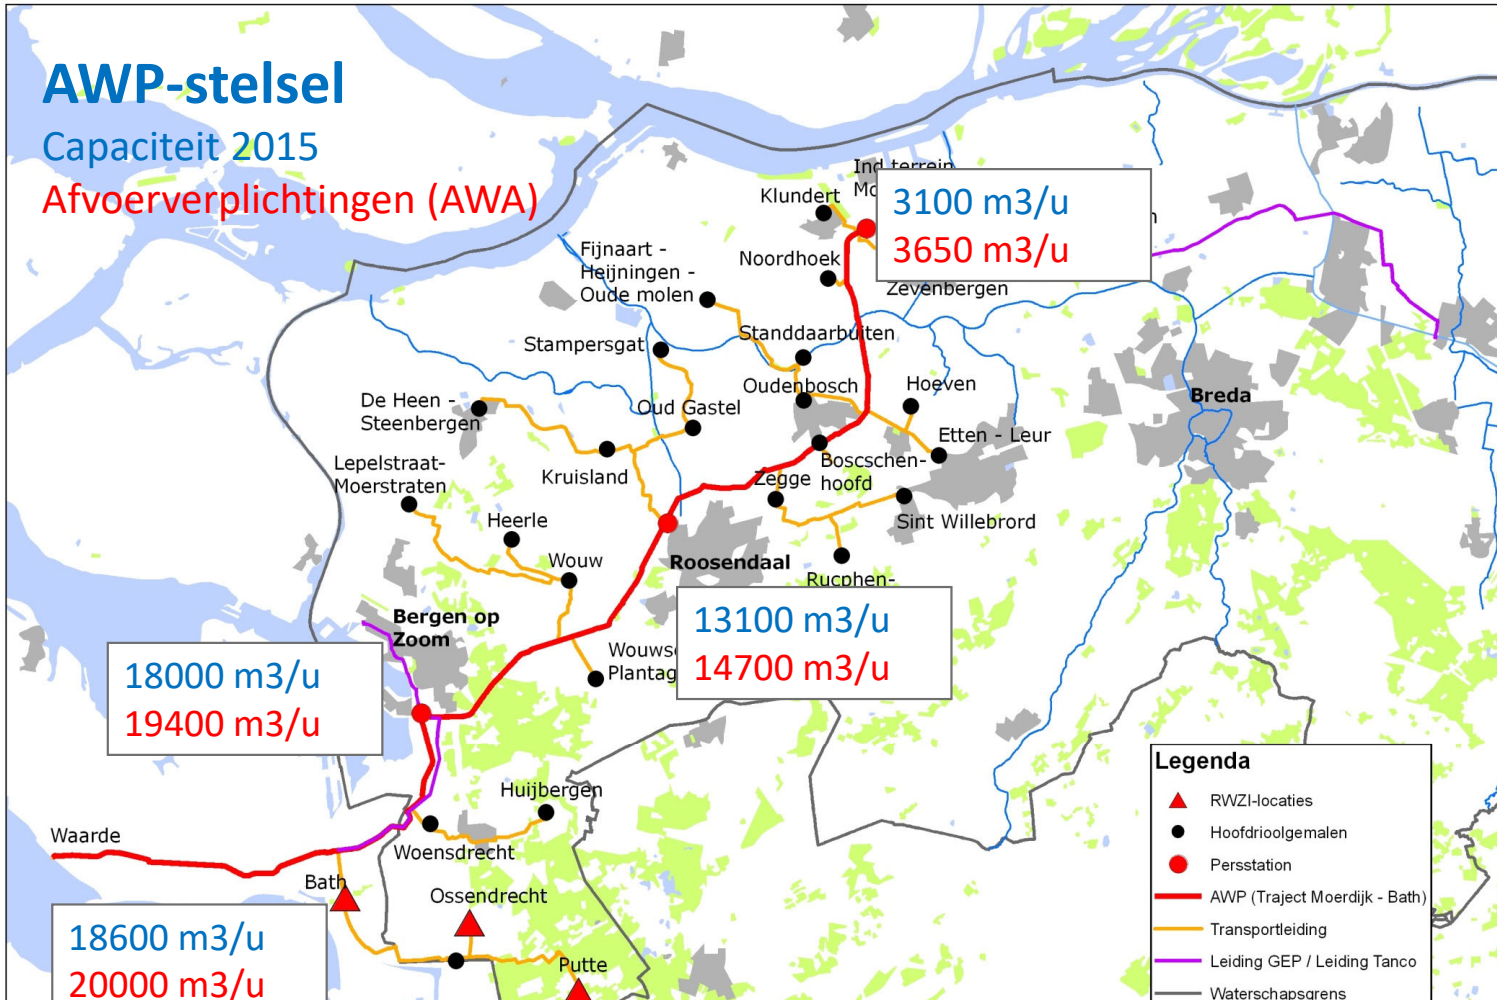 AWP-stelsel
Capaciteit 2015
Afvoerverplichtingen (AWA)
Ind.terrein
Klundert
3100 m3/u
3650 m3/u
Fijnaart -
Heijningen -
Oude molen
Noordhoek
Zevenbergen
Standdaarbuiten
Stampersgat
Oudenbosch
Hoeven
De Heen -
Steenbergen
Oud Gastel
Breda
Etten - Leur
Lepelstraat-
Moerstraten
Kruisland
Zegge
Boscschen-
hoofd
Heerle
Sint Willebrord
Wouw
Roosendaal
Rucphen-
Bergen op
Zoom
13100 m3/u
14700 m3/u
Plantag
18000 m3/u
19400 m3/u
Huijbergen
Waarde
Woensdrecht
Bath
Ossendrecht
18600 m3/u
20000 m3/u
Putte
Legenda
RWZI-locaties
Hoofdrioolgemalen
Persstation
AWP (Traject Moerdijk - Bath)
Transportleiding
Leiding GEP / Leiding Tanco
Waterschapsgrens